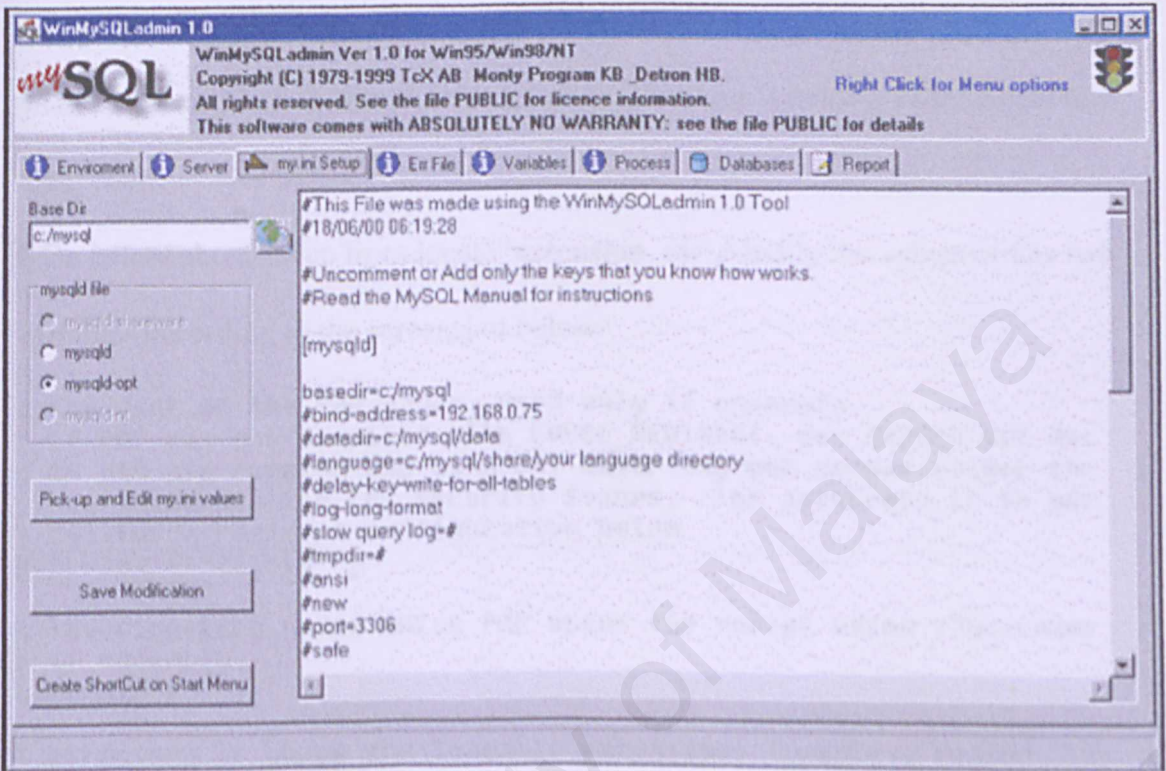 WinMySQLadmin 1.0
mySQL
WinMySQLadmin Ver 1.0 for Win95/Win98/NT
Copyright (C) 1979-1999 TcX AB Monty Program KB Detron HB.
All rights reserved. See the file PUBLIC for licence information.
This software comes with ABSOLUTELY NO WARRANTY: see the file PUBLIC for details
Right Click for Menu options
Enviroment
Server
my.ini Setup
Err File
Variables
Process
Databases
Report
Base Dir
c:/mysql
mysqld file
mysqld-shareware
mysqld
mysqld-opt
mysqld-nt
Pick-up and Edit my.ini values
Save Modification
Create ShortCut on Start Menu
#This File was made using the WinMySQLadmin 1.0 Tool
#18/06/00 06:19:28
#Uncomment or Add only the keys that you know how works.
#Read the MySQL Manual for instructions
[mysqld]
basedir=c:/mysql
#bind-address=192.168.0.75
#datadir=c:/mysql/data
#language=c:/mysql/share/your language directory
#delay-key-write-for-all-tables
#log-long-format
#slow query log=#
#tmpdir=#
#ansi
#new
#port=3306
#safe
y of Malaya